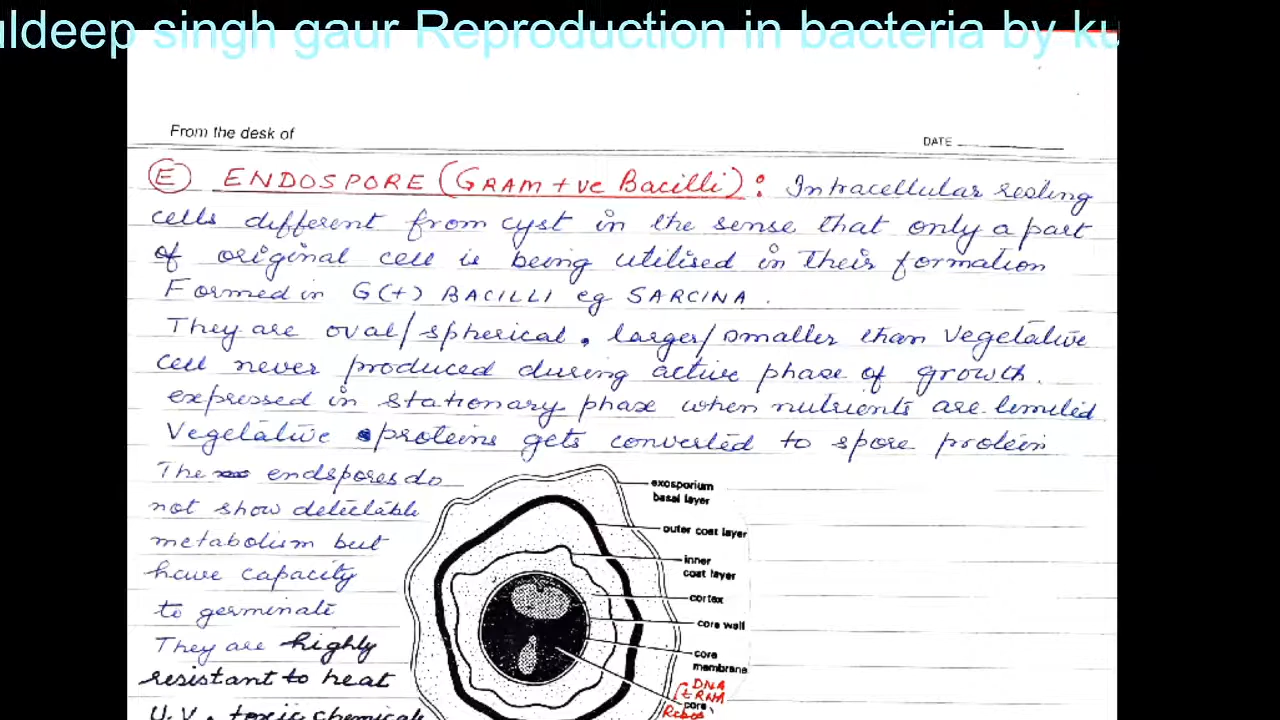 uldeep singh gaur Reproduction in bacteria by ku
From the desk of
DATE
E ENDOSPORE (GRAM +ve Bacilli): Intracellular resting
cells different from cyst in the sense that only a part
of original cell is being utilised in their formation
Formed in G(+) BACILLI eg SARCINA.
They are oval/spherical. larger/smaller than vegetative
cell never produced during active phase of growth.
expressed in stationary phase when nutrients are limited
Vegetative proteins gets converted to spore protein
The endspores do
not show detectable
metabolism but
have capacity
to germinate
They are highly
resistant to heat
U.V. toxic chemical
exosporium
basal layer
outer coat layer
inner
coat layer
cortex
core wall
core
membrane
DNA
RNA
core
Ribos